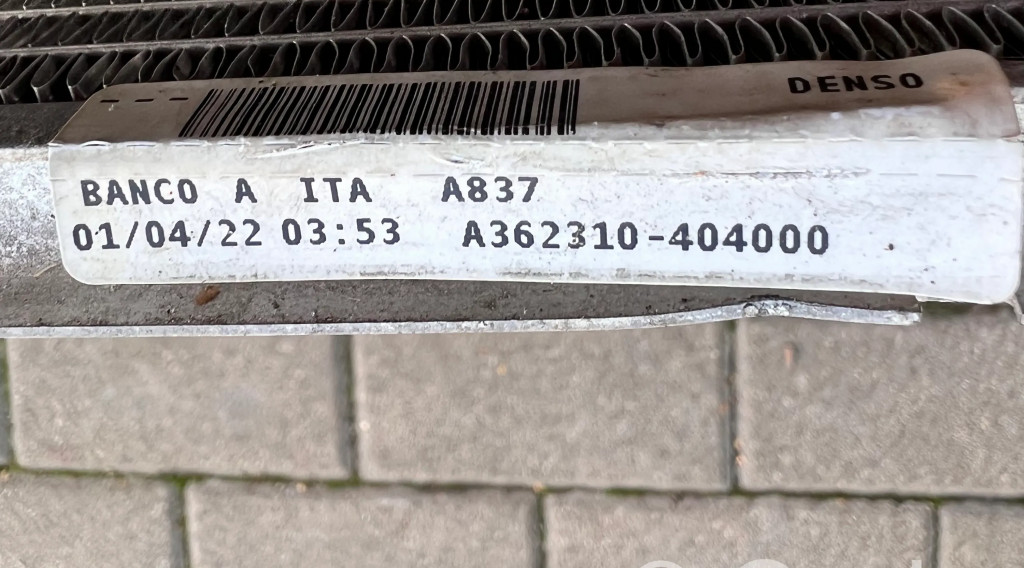 DENSO
BANCO A ITA A837
01/04/22 03:53 A362310-404000